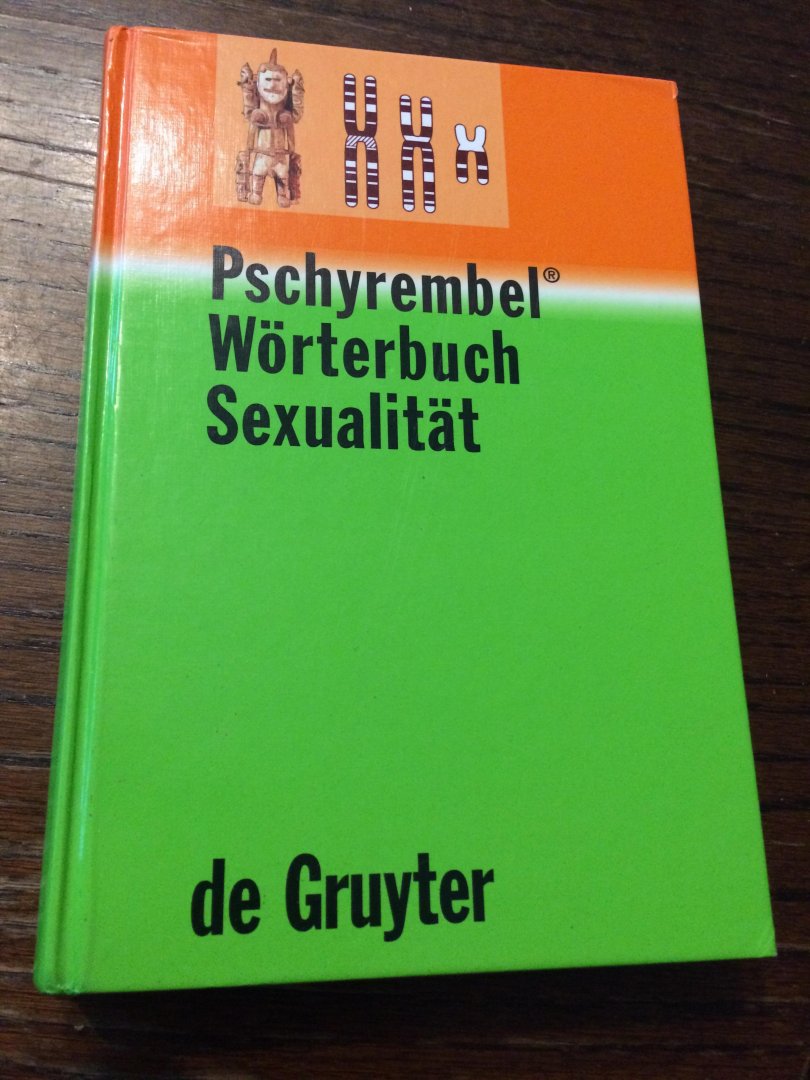 Pschyrembel®
Wörterbuch
Sexualität
de Gruyter